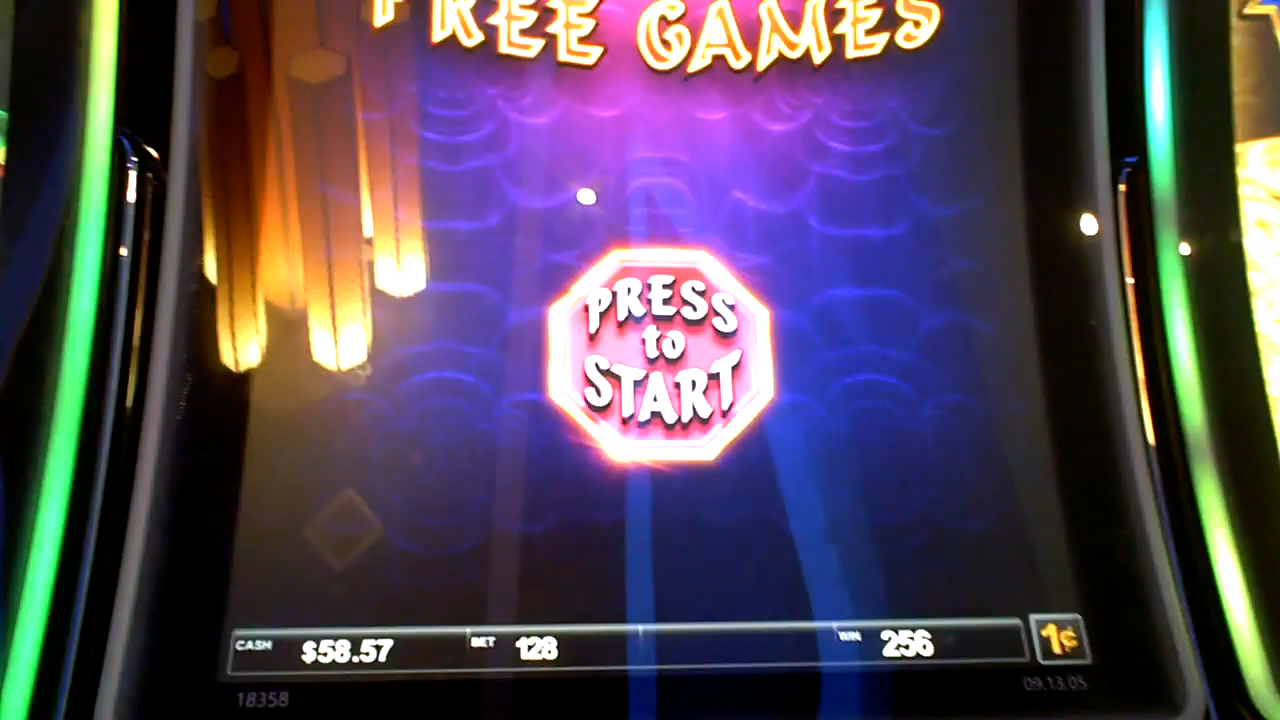 FREE GAMES
PRESS
to
START
CASH $58.57 BET 128 WIN 256 1¢
18358 09.13.05